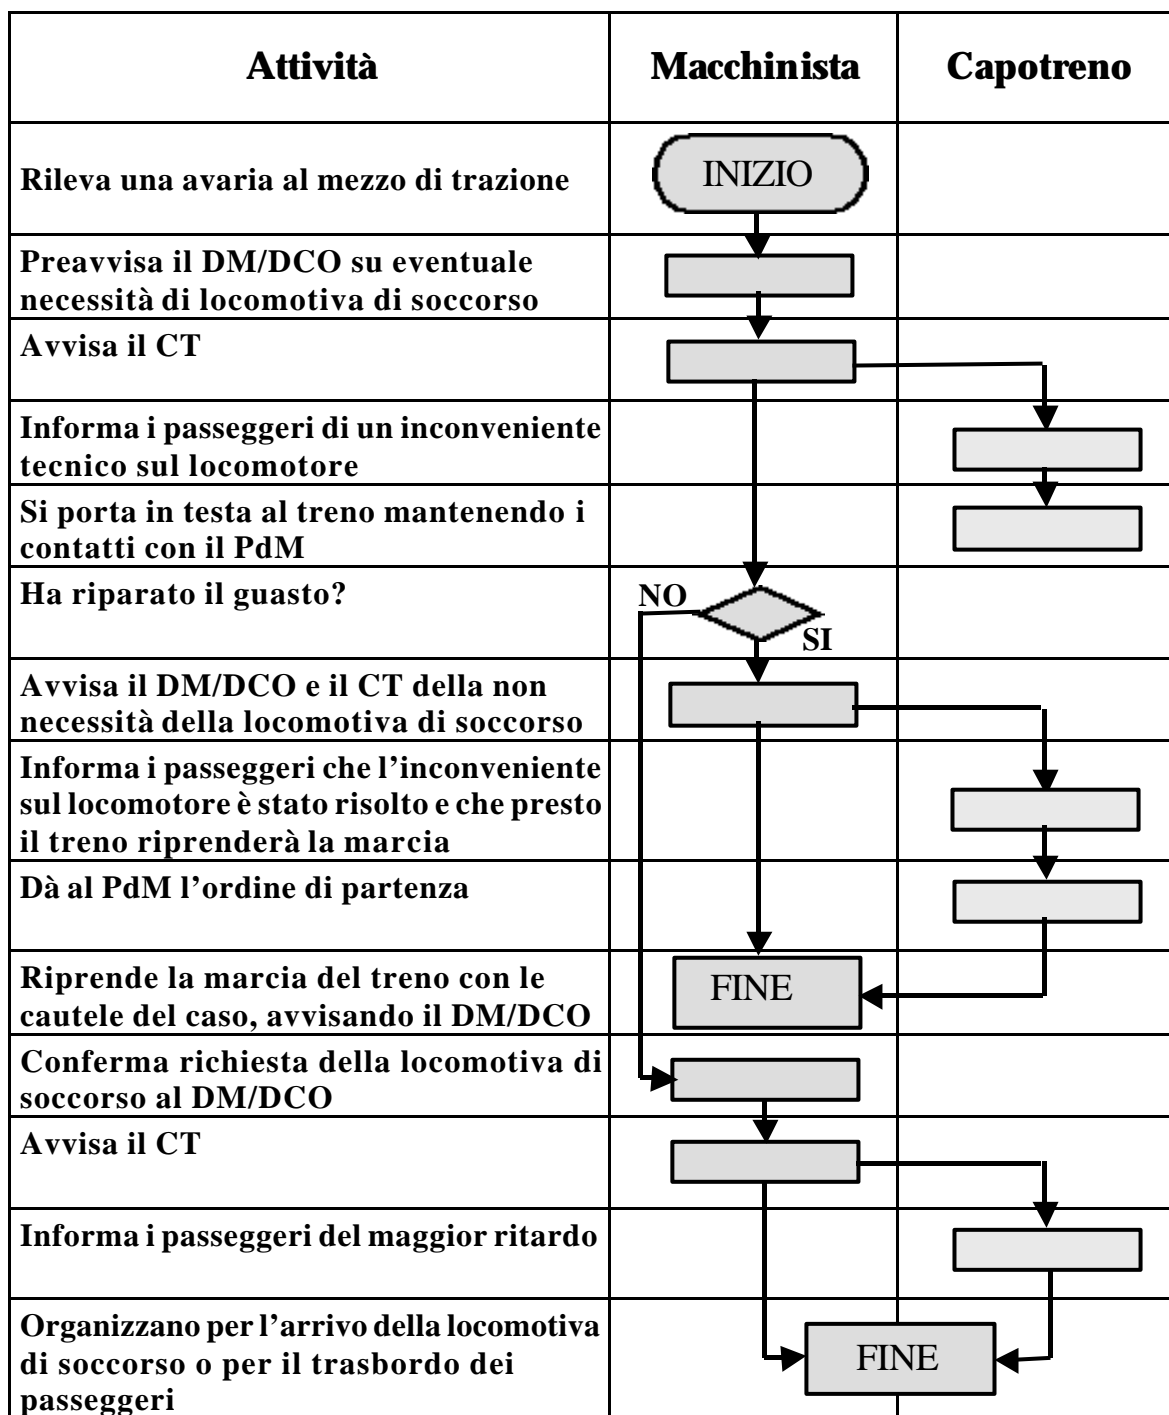 Attività Macchinista Capotreno
Rileva una avaria al mezzo di trazione INIZIO
Preavvisa il DM/DCO su eventuale
necessità di locomotiva di soccorso
Avvisa il CT
Informa i passeggeri di un inconveniente
tecnico sul locomotore
Si porta in testa al treno mantenendo i
contatti con il PdM
Ha riparato il guasto? NO
SI
Avvisa il DM/DCO e il CT della non
necessità della locomotiva di soccorso
Informa i passeggeri che l’inconveniente
sul locomotore è stato risolto e che presto
il treno riprenderà la marcia
Dà al PdM l’ordine di partenza
Riprende la marcia del treno con le
cautele del caso, avvisando il DM/DCO
FINE
Conferma richiesta della locomotiva di
soccorso al DM/DCO
Avvisa il CT
Informa i passeggeri del maggior ritardo
Organizzano per l’arrivo della locomotiva
di soccorso o per il trasbordo dei
passeggeri
FINE